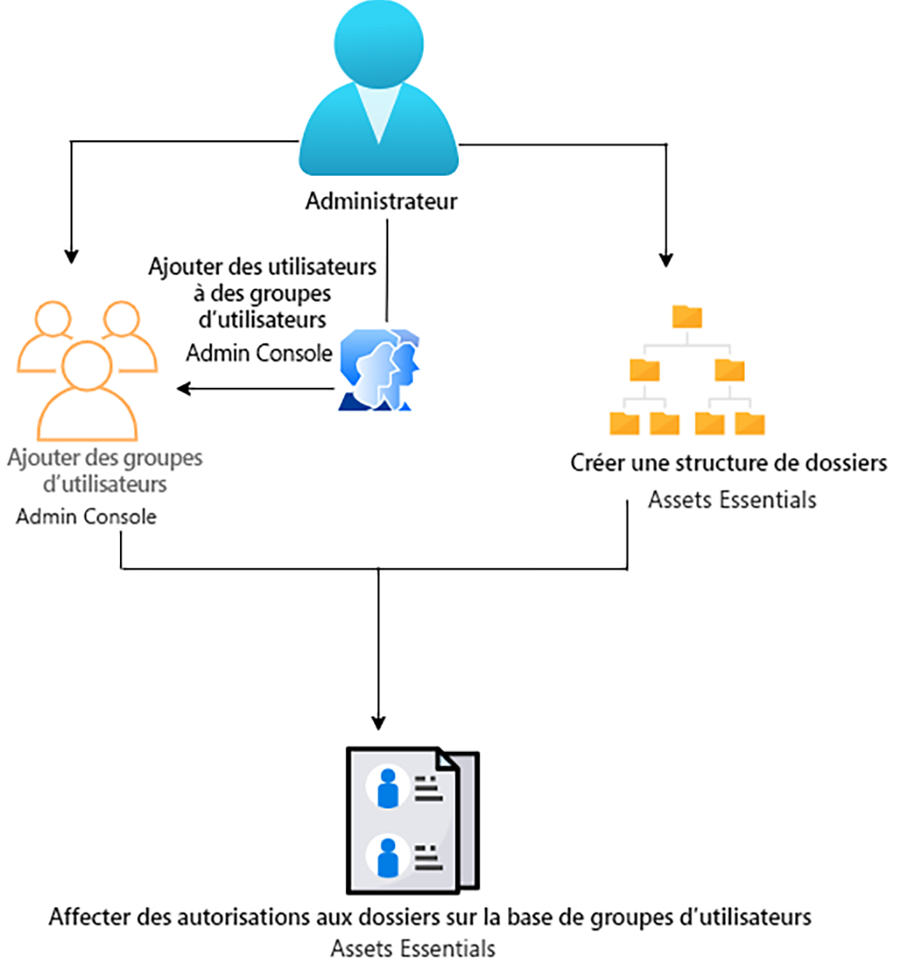 Administrateur
Ajouter des utilisateurs
à des groupes
d’utilisateurs
Admin Console
Ajouter des groupes
d’utilisateurs
Admin Console
Créer une structure de dossiers
Assets Essentials
Affecter des autorisations aux dossiers sur la base de groupes d’utilisateurs
Assets Essentials